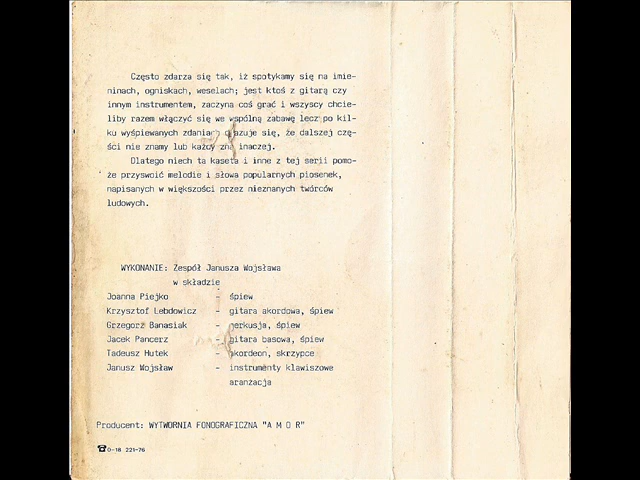 Często zdarza się tak, iż spotykamy się na imie-
ninach, ogniskach, weselach; jest ktoś z gitarą czy
innym instrumentem, zaczyna coś grać i wszyscy chcie-
liby razem włączyć się we wspólną zabawę lecz po kil-
ku wyśpiewanych zdaniach okazuje się, że dalszej czę-
ści nie znamy lub każdy zna inaczej.
Dlatego niech ta kaseta i inne z tej serii pomo-
że przyswoić melodie i słowa popularnych piosenek,
napisanych w większości przez nieznanych twórców
ludowych.
WYKONANIE: Zespół Janusza Wojsława
w składzie
Joanna Piejko - śpiew
Krzysztof Lebdowicz - gitara akordowa, śpiew
Grzegorz Banasiak - perkusja, śpiew
Jacek Pancerz - gitara basowa, śpiew
Tadeusz Hutek - akordeon, skrzypce
Janusz Wojsław - instrumenty klawiszowe
aranżacja
Producent: WYTWÓRNIA FONOGRAFICZNA "A M O R"
☎0-18 221-76